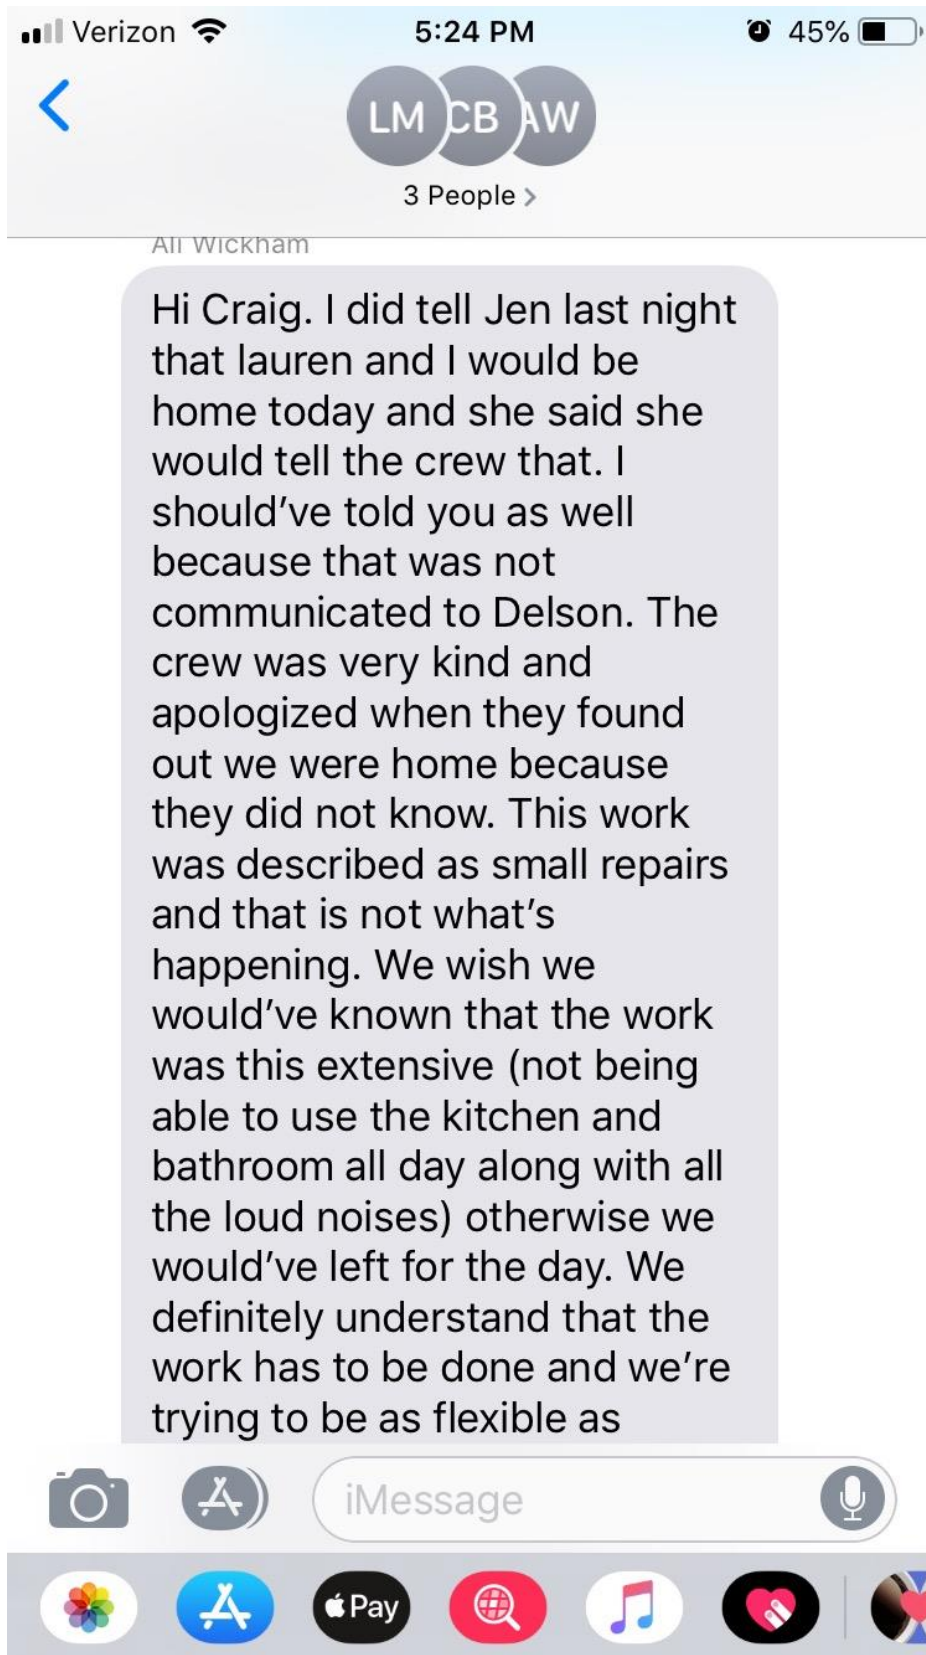 Verizon 5:24 PM 45%
LM CB AW
3 People >
Ali Wickham
Hi Craig. I did tell Jen last night
that lauren and I would be
home today and she said she
would tell the crew that. I
should've told you as well
because that was not
communicated to Delson. The
crew was very kind and
apologized when they found
out we were home because
they did not know. This work
was described as small repairs
and that is not what's
happening. We wish we
would've known that the work
was this extensive (not being
able to use the kitchen and
bathroom all day along with all
the loud noises) otherwise we
would've left for the day. We
definitely understand that the
work has to be done and we're
trying to be as flexible as
iMessage
Pay